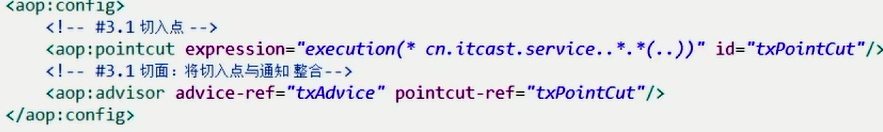 <aop:config>
<!-- #3.1 切入点 -->
<aop:pointcut expression="execution(* cn.itcast.service..*.*(..))" id="txPointCut"/>
<!-- #3.1 切面：将切入点与通知 整合-->
<aop:advisor advice-ref="txAdvice" pointcut-ref="txPointCut"/>
</aop:config>